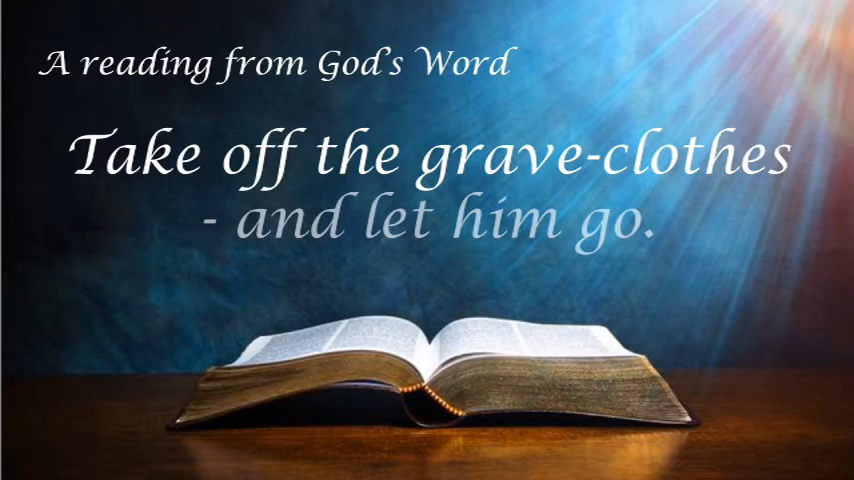 A reading from God's Word
Take off the grave-clothes
- and let him go.